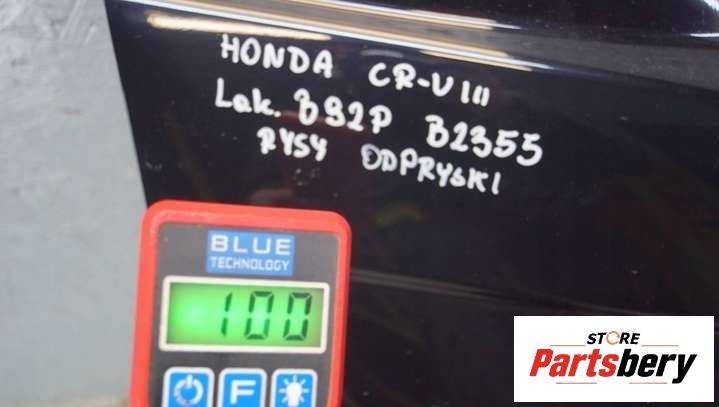 HONDA CR-V III
Lak. B92P B2355
RYSY ODPRYSKI
BLUE
TECHNOLOGY
100
F
STORE
Partsbery